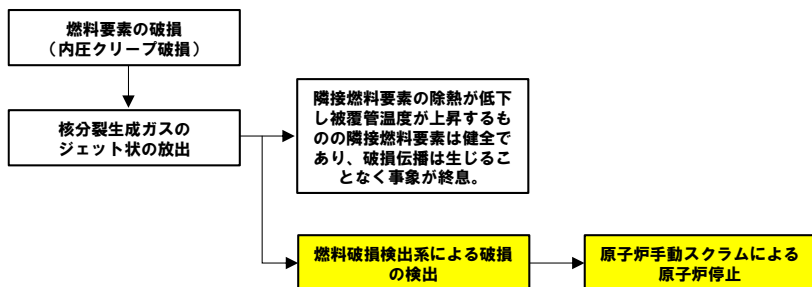 燃料要素の破損
（内圧クリープ破損）
核分裂生成ガスの
ジェット状の放出
隣接燃料要素の除熱が低下
し被覆管温度が上昇するも
のの隣接燃料要素は健全で
あり、破損伝播は生じるこ
となく事象が終息。
燃料破損検出系による破損
の検出
原子炉手動スクラムによる
原子炉停止